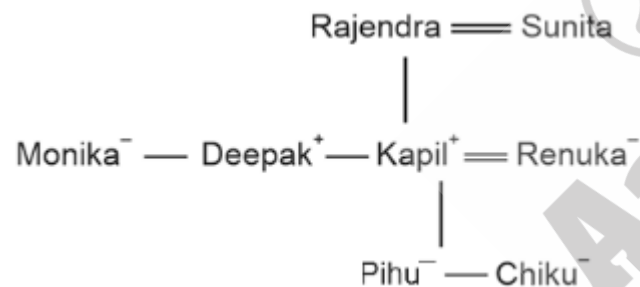 Rajendra = Sunita
Monika⁻ — Deepak⁺ — Kapil⁺ = Renuka⁻
Pihu⁻ — Chiku⁻